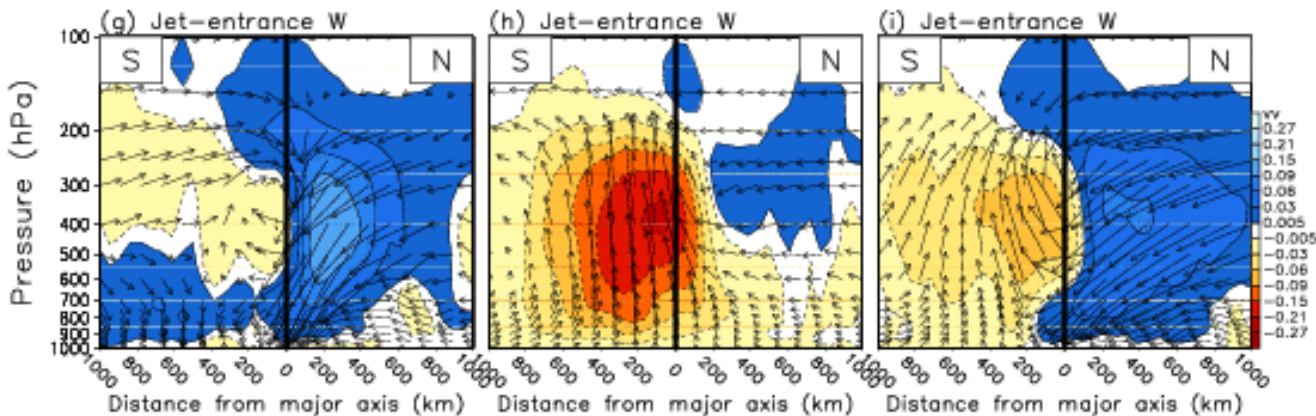 (g) Jet-entrance W
(h) Jet-entrance W
(i) Jet-entrance W
S N
S N
S N
Pressure (hPa)
100
200
300
400
500
600
700
800
900
1000
vv
0.27
0.21
0.15
0.09
0.06
0.03
0.005
-0.005
-0.03
-0.06
-0.09
-0.15
-0.21
-0.27
1000 800 600 400 200 0 200 400 600 800 1000
1000 800 600 400 200 0 200 400 600 800 1000
1000 800 600 400 200 0 200 400 600 800 1000
Distance from major axis (km)
Distance from major axis (km)
Distance from major axis (km)